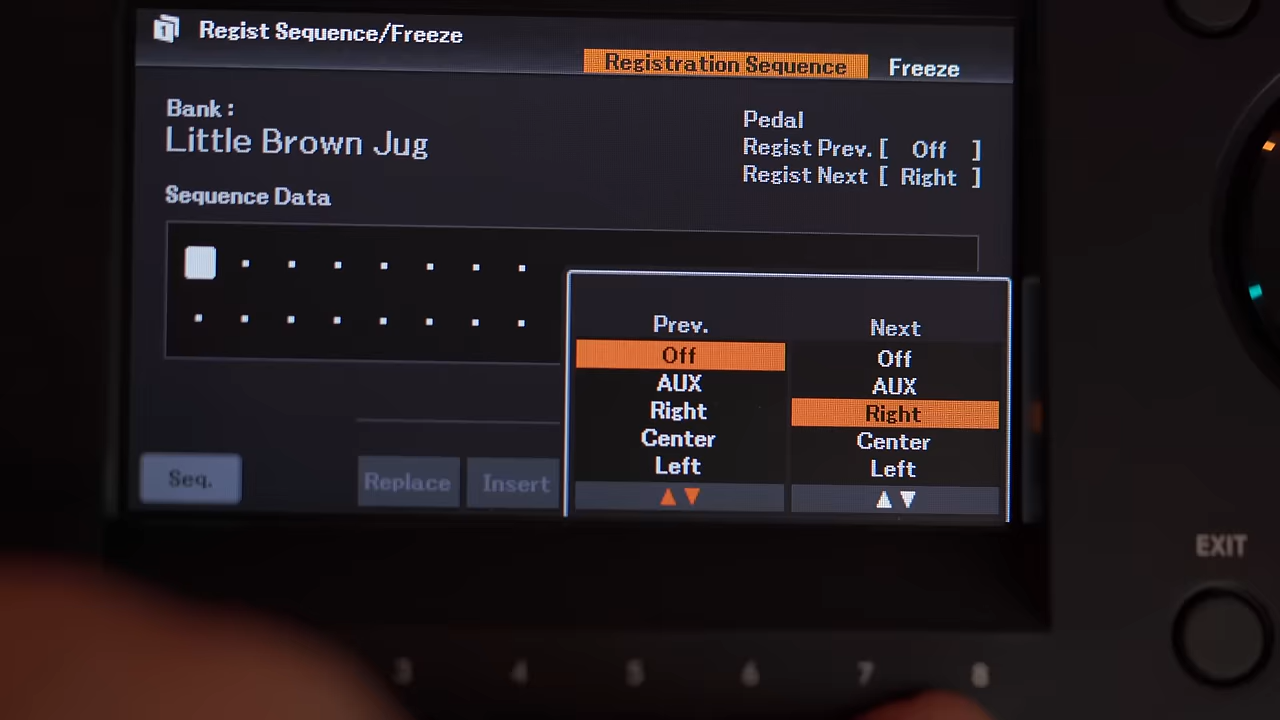 1
Regist Sequence/Freeze
Registration Sequence Freeze
Bank :
Little Brown Jug
Pedal
Regist Prev. [ Off ]
Regist Next [ Right ]
Sequence Data
Prev. Next
Off Off
AUX AUX
Right Right
Center Center
Left Left
Seq. Replace Insert
EXIT
3 4 5 6 7 8